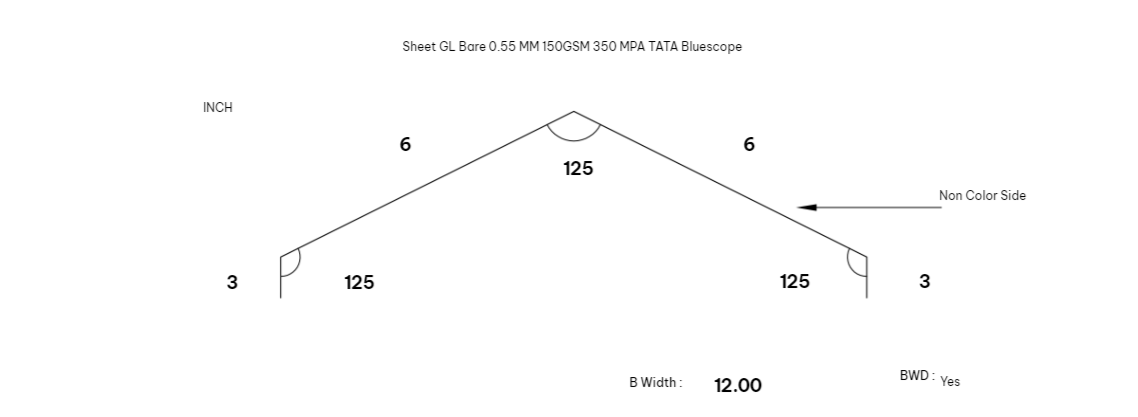 Sheet GL Bare 0.55 MM 150GSM 350 MPA TATA Bluescope
INCH
6
6
125
Non Color Side
3
125
125
3
B Width : 12.00
BWD : Yes